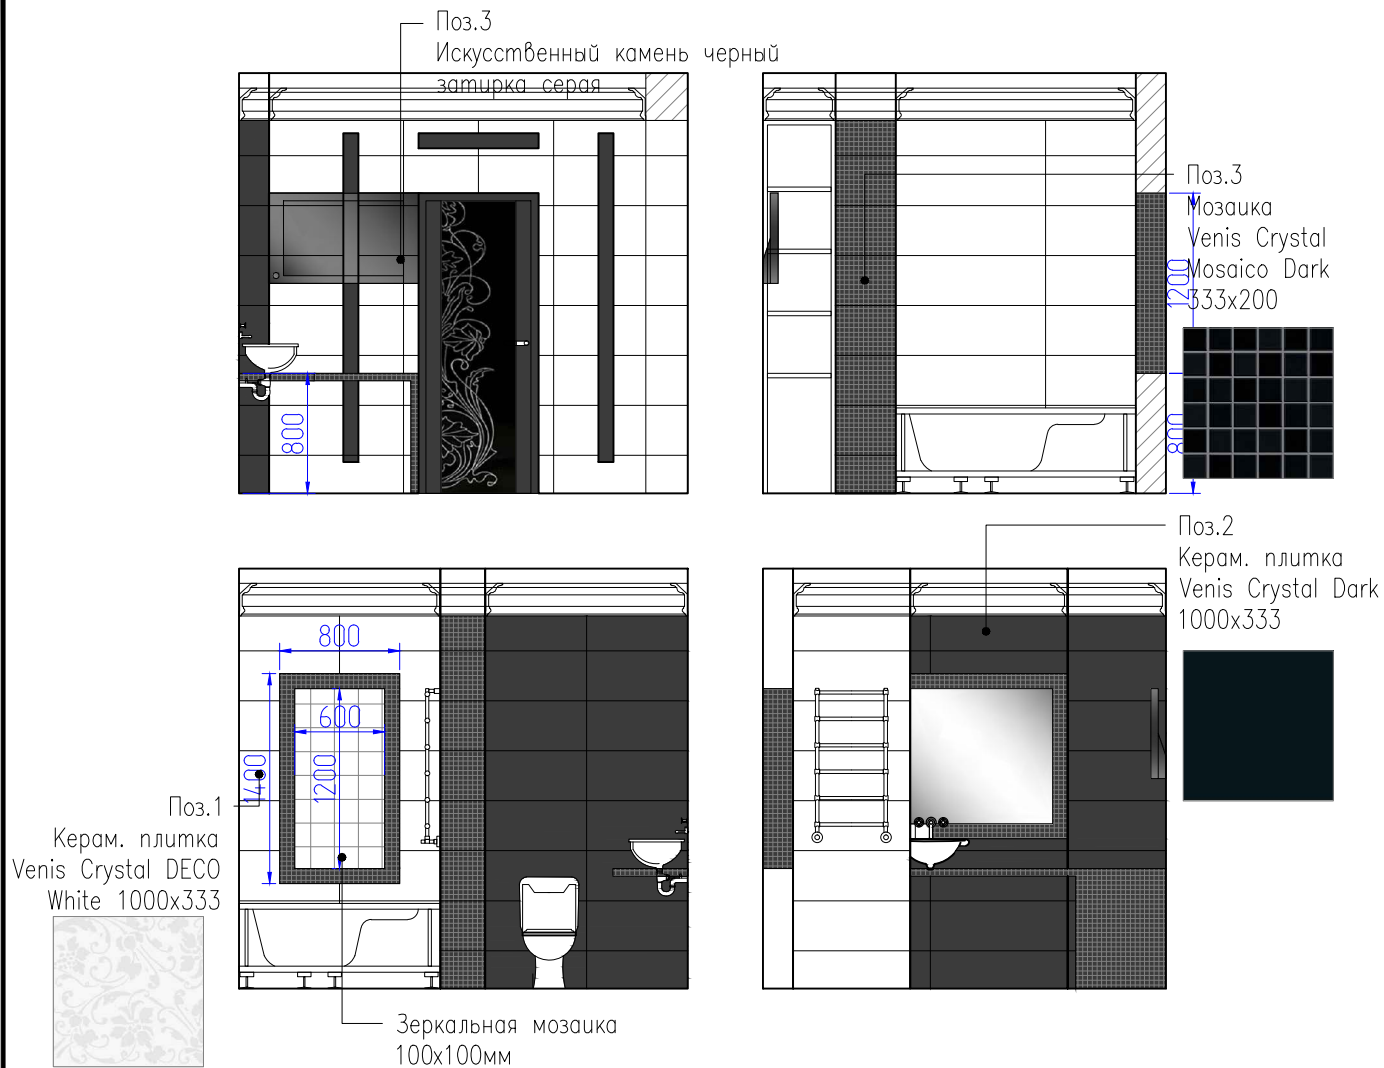 Поз.3
Искусственный камень черный
затирка серая
Поз.3
Мозаика
Venis Crystal
Mosaico Dark
333x200
1200
800
800
Поз.2
Керам. плитка
Venis Crystal Dark
1000x333
800
600
1400
1200
Поз.1
Керам. плитка
Venis Crystal DECO
White 1000x333
Зеркальная мозаика
100x100мм